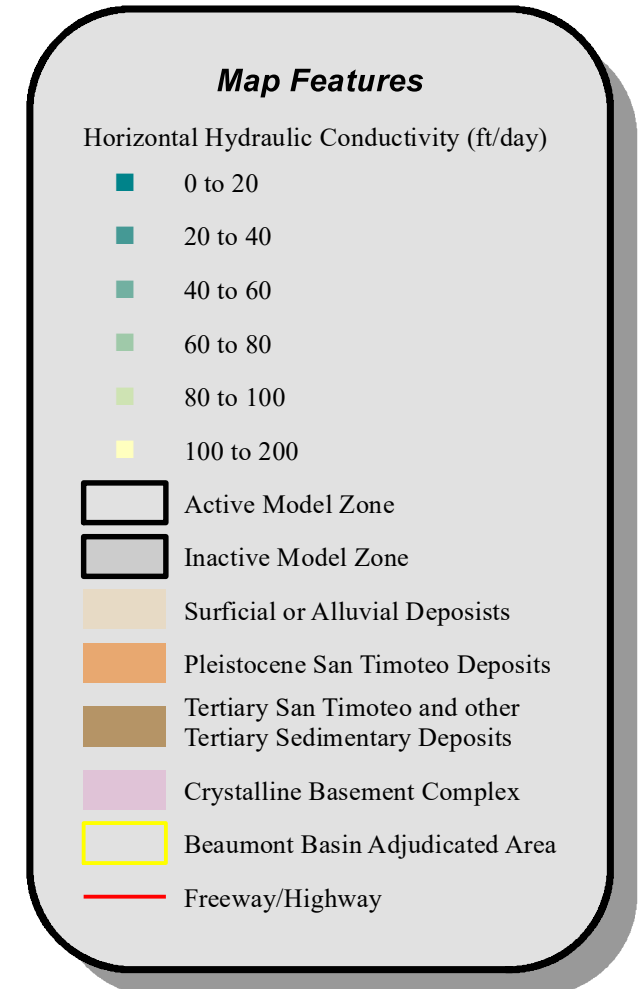 Map Features
Horizontal Hydraulic Conductivity (ft/day)
0 to 20
20 to 40
40 to 60
60 to 80
80 to 100
100 to 200
Active Model Zone
Inactive Model Zone
Surficial or Alluvial Deposists
Pleistocene San Timoteo Deposits
Tertiary San Timoteo and other
Tertiary Sedimentary Deposits
Crystalline Basement Complex
Beaumont Basin Adjudicated Area
Freeway/Highway